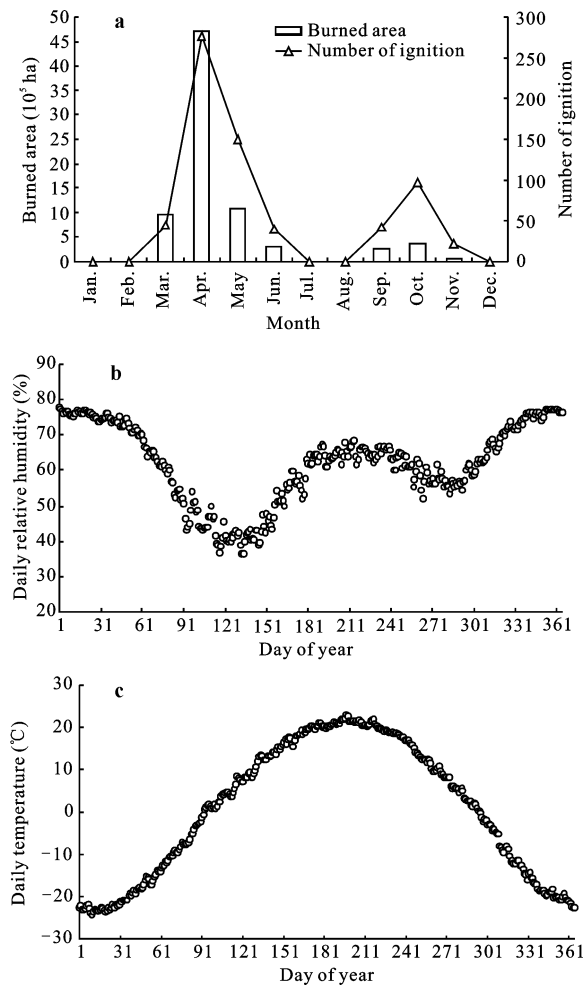 a
Burned area
Number of ignition
50
45
40
35
30
25
20
15
10
5
0
Burned area (10⁵ ha)
300
250
200
150
100
50
0
Number of ignition
Jan. Feb. Mar. Apr. May Jun. Jul. Aug. Sep. Oct. Nov. Dec.
Month
b
90
80
70
60
50
40
30
20
Daily relative humidity (%)
1 31 61 91 121 151 181 211 241 271 301 331 361
Day of year
c
30
20
10
0
−10
−20
−30
Daily temperature (℃)
1 31 61 91 121 151 181 211 241 271 301 331 361
Day of year